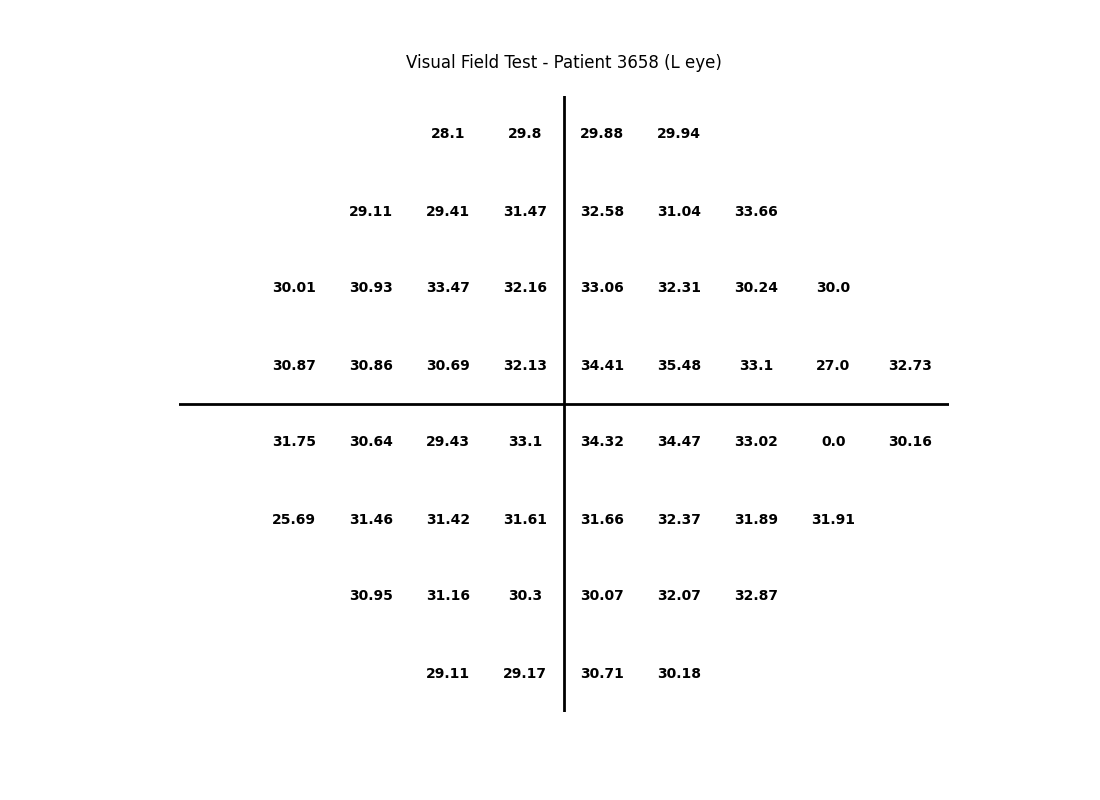 Visual Field Test - Patient 3658 (L eye)
28.1 29.8 29.88 29.94
29.11 29.41 31.47 32.58 31.04 33.66
30.01 30.93 33.47 32.16 33.06 32.31 30.24 30.0
30.87 30.86 30.69 32.13 34.41 35.48 33.1 27.0 32.73
31.75 30.64 29.43 33.1 34.32 34.47 33.02 0.0 30.16
25.69 31.46 31.42 31.61 31.66 32.37 31.89 31.91
30.95 31.16 30.3 30.07 32.07 32.87
29.11 29.17 30.71 30.18